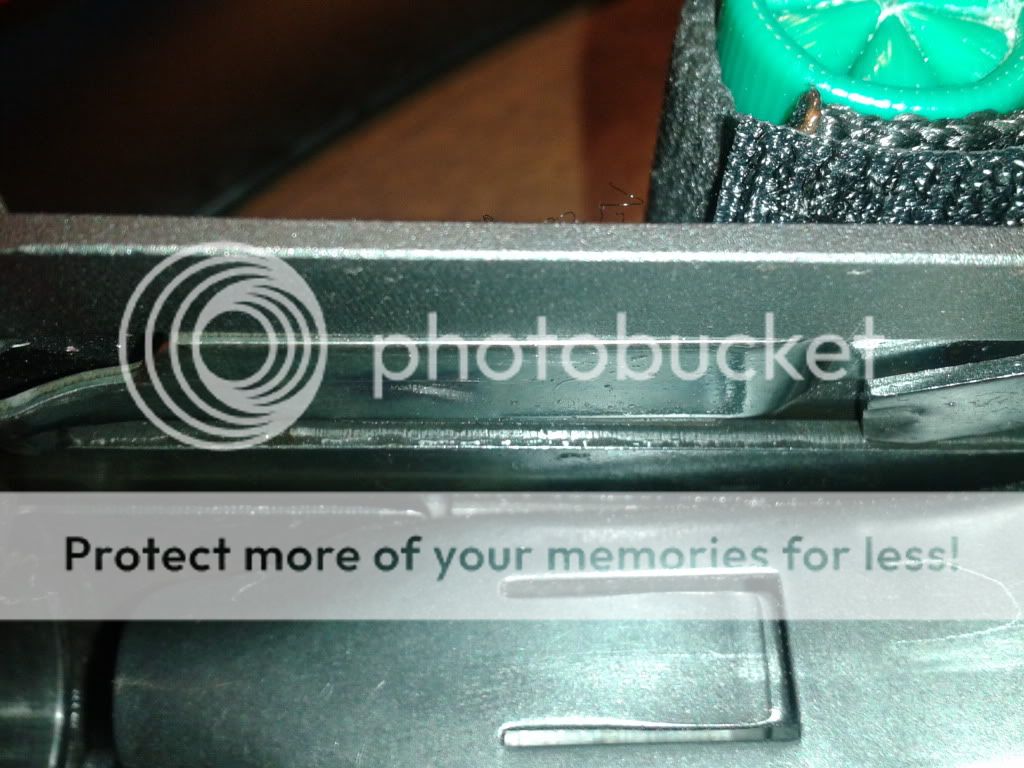 photobucket
Protect more of your memories for less!